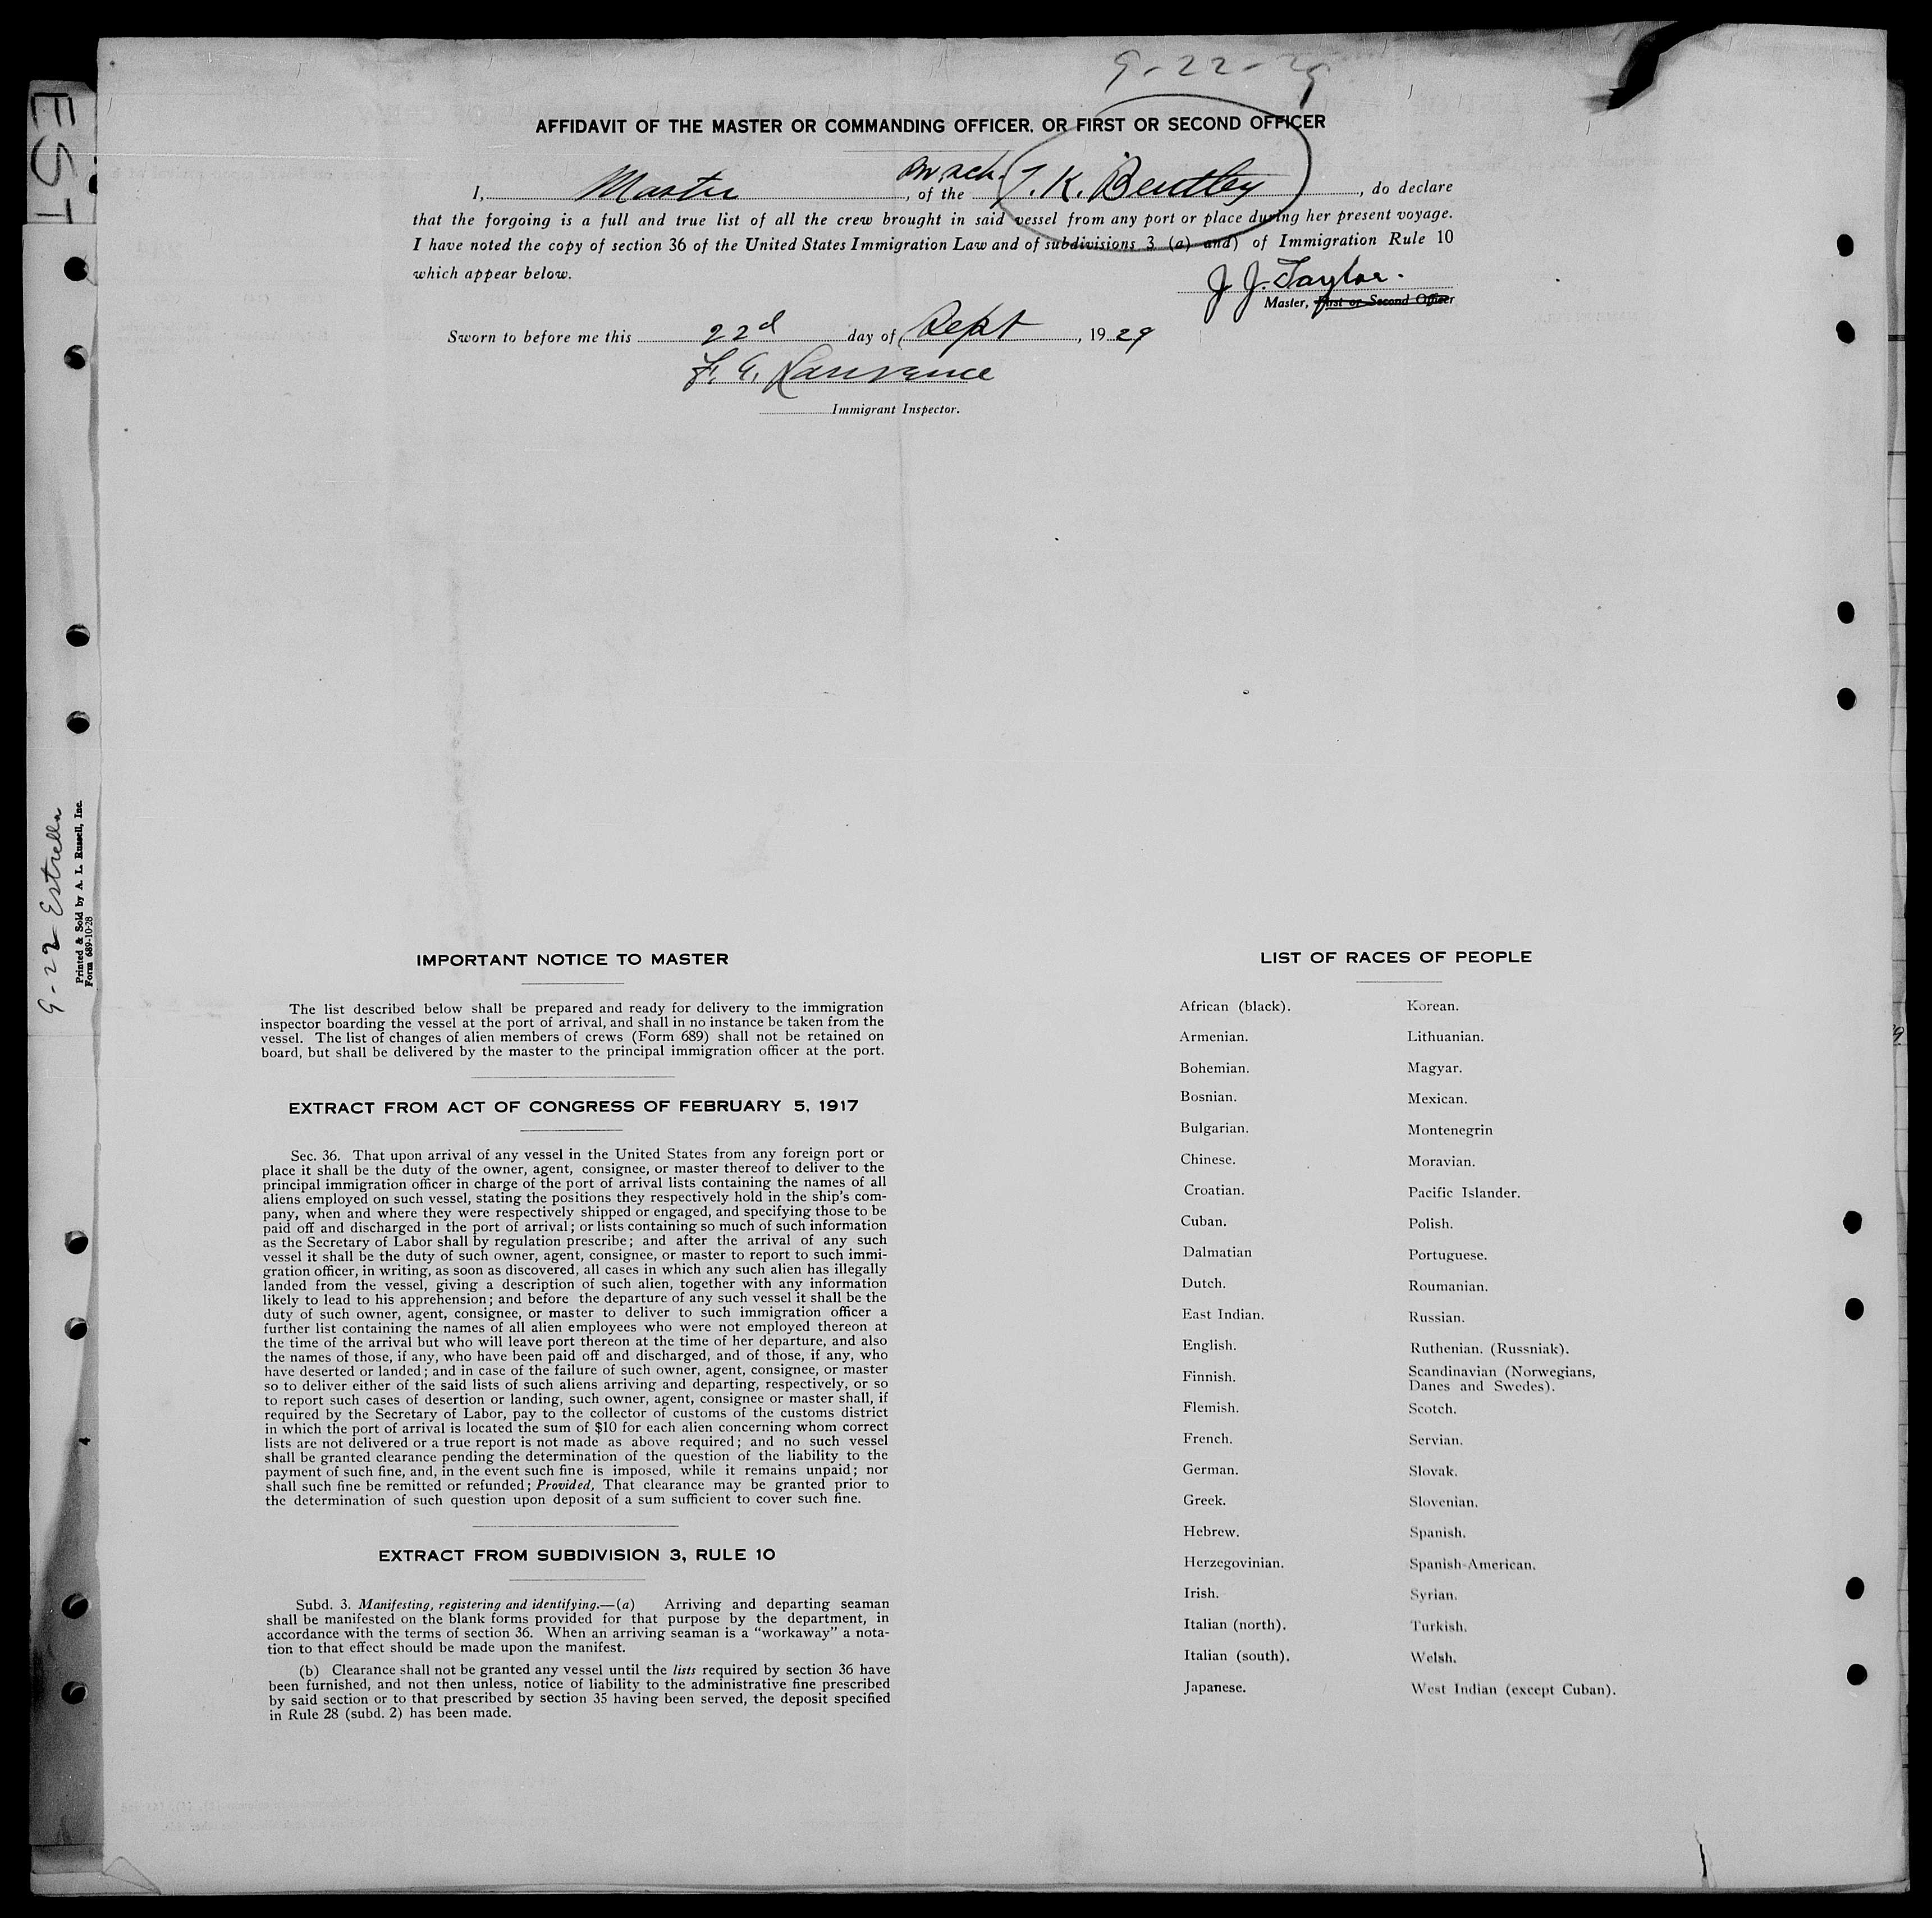 9-22-29
AFFIDAVIT OF THE MASTER OR COMMANDING OFFICER, OR FIRST OR SECOND OFFICER
I, Master, of the Br. sch. T. K. Bentley, do declare
that the forgoing is a full and true list of all the crew brought in said vessel from any port or place during her present voyage.
I have noted the copy of section 36 of the United States Immigration Law and of subdivisions 3 (a) and) of Immigration Rule 10
which appear below.
J. J. Taylor.
Master, First or Second Officer
Sworn to before me this 22d day of Sept, 1929
F. E. Lawrence
Immigrant Inspector.
EST
9-22 Estrella
Printed & Sold by A. L. Russell, Inc.
Form 689-10-28
4
IMPORTANT NOTICE TO MASTER
The list described below shall be prepared and ready for delivery to the immigration
inspector boarding the vessel at the port of arrival, and shall in no instance be taken from the
vessel. The list of changes of alien members of crews (Form 689) shall not be retained on
board, but shall be delivered by the master to the principal immigration officer at the port.
EXTRACT FROM ACT OF CONGRESS OF FEBRUARY 5, 1917
Sec. 36. That upon arrival of any vessel in the United States from any foreign port or
place it shall be the duty of the owner, agent, consignee, or master thereof to deliver to the
principal immigration officer in charge of the port of arrival lists containing the names of all
aliens employed on such vessel, stating the positions they respectively hold in the ship's com-
pany, when and where they were respectively shipped or engaged, and specifying those to be
paid off and discharged in the port of arrival; or lists containing so much of such information
as the Secretary of Labor shall by regulation prescribe; and after the arrival of any such
vessel it shall be the duty of such owner, agent, consignee, or master to report to such immi-
gration officer, in writing, as soon as discovered, all cases in which any such alien has illegally
landed from the vessel, giving a description of such alien, together with any information
likely to lead to his apprehension; and before the departure of any such vessel it shall be the
duty of such owner, agent, consignee, or master to deliver to such immigration officer a
further list containing the names of all alien employees who were not employed thereon at
the time of the arrival but who will leave port thereon at the time of her departure, and also
the names of those, if any, who have been paid off and discharged, and of those, if any, who
have deserted or landed; and in case of the failure of such owner, agent, consignee, or master
so to deliver either of the said lists of such aliens arriving and departing, respectively, or so
to report such cases of desertion or landing, such owner, agent, consignee or master shall, if
required by the Secretary of Labor, pay to the collector of customs of the customs district
in which the port of arrival is located the sum of $10 for each alien concerning whom correct
lists are not delivered or a true report is not made as above required; and no such vessel
shall be granted clearance pending the determination of the question of the liability to the
payment of such fine, and, in the event such fine is imposed, while it remains unpaid; nor
shall such fine be remitted or refunded; Provided, That clearance may be granted prior to
the determination of such question upon deposit of a sum sufficient to cover such fine.
EXTRACT FROM SUBDIVISION 3, RULE 10
Subd. 3. Manifesting, registering and identifying.—(a) Arriving and departing seaman
shall be manifested on the blank forms provided for that purpose by the department, in
accordance with the terms of section 36. When an arriving seaman is a "workaway" a nota-
tion to that effect should be made upon the manifest.
(b) Clearance shall not be granted any vessel until the lists required by section 36 have
been furnished, and not then unless, notice of liability to the administrative fine prescribed
by said section or to that prescribed by section 35 having been served, the deposit specified
in Rule 28 (subd. 2) has been made.
LIST OF RACES OF PEOPLE
African (black).
Armenian.
Bohemian.
Bosnian.
Bulgarian.
Chinese.
Croatian.
Cuban.
Dalmatian
Dutch.
East Indian.
English.
Finnish.
Flemish.
French.
German.
Greek.
Hebrew.
Herzegovinian.
Irish.
Italian (north).
Italian (south).
Japanese.
Korean.
Lithuanian.
Magyar.
Mexican.
Montenegrin
Moravian.
Pacific Islander.
Polish.
Portuguese.
Roumanian.
Russian.
Ruthenian. (Russniak).
Scandinavian (Norwegians,
Danes and Swedes).
Scotch.
Servian.
Slovak.
Slovenian.
Spanish.
Spanish-American.
Syrian.
Turkish.
Welsh.
West Indian (except Cuban).